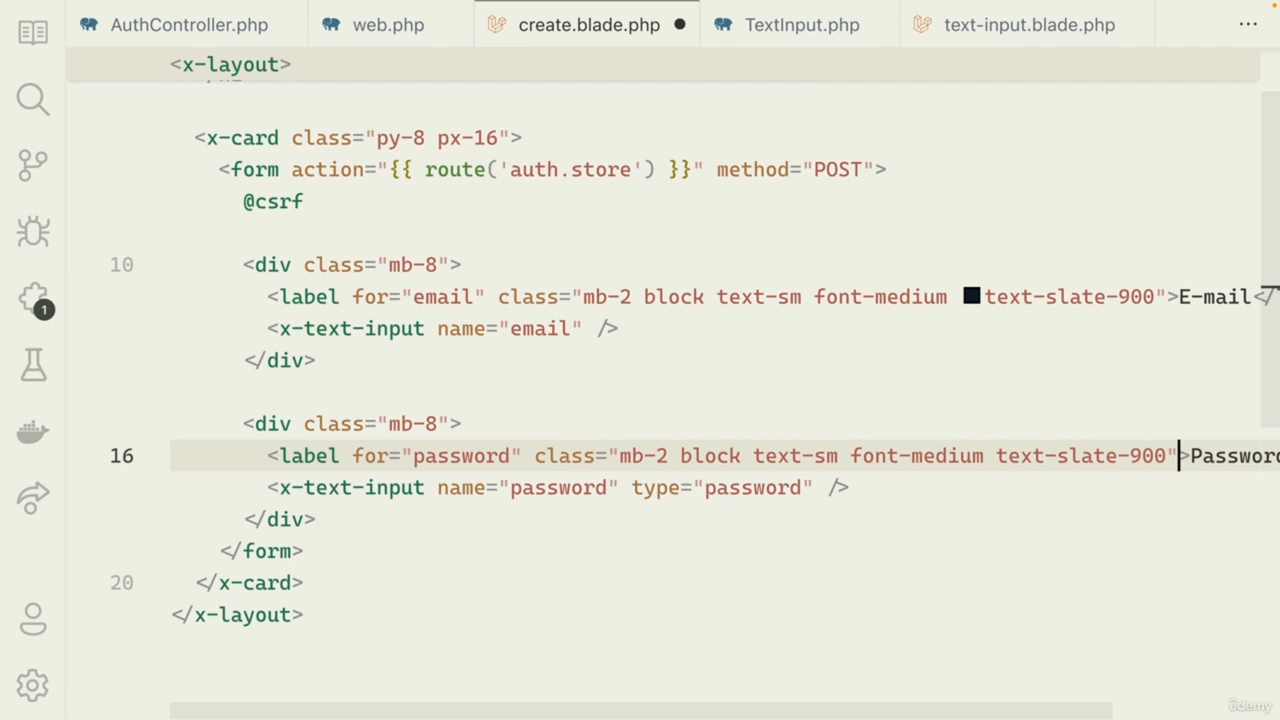 AuthController.php web.php create.blade.php TextInput.php text-input.blade.php ...
<x-layout>
<x-card class="py-8 px-16">
<form action="{{ route('auth.store') }}" method="POST">
@csrf
10 <div class="mb-8">
<label for="email" class="mb-2 block text-sm font-medium text-slate-900">E-mail</
<x-text-input name="email" />
</div>
<div class="mb-8">
16 <label for="password" class="mb-2 block text-sm font-medium text-slate-900">Password
<x-text-input name="password" type="password" />
</div>
</form>
20 </x-card>
</x-layout>
1
ûdemy